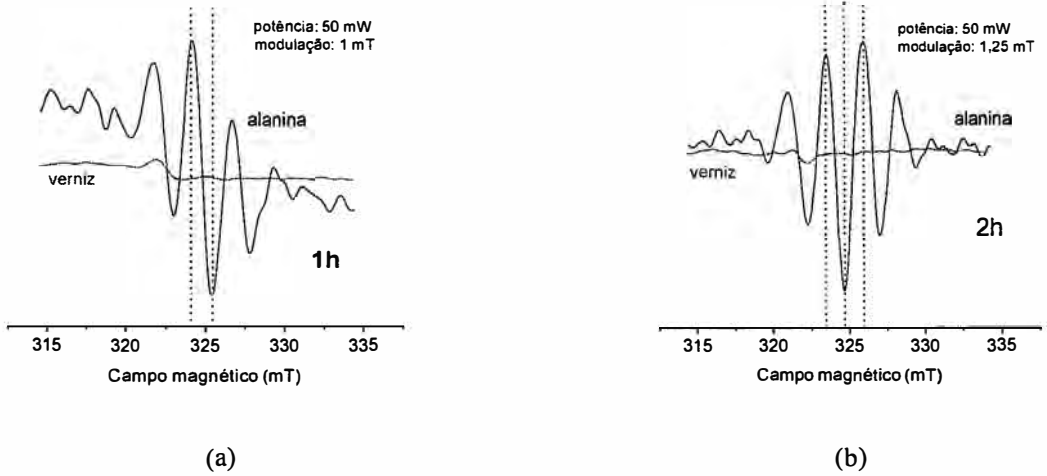 potência: 50 mW
modulação: 1 mT
alanina
verniz
1h
315 320 325 330 335
Campo magnético (mT)
(a)
potência: 50 mW
modulação: 1,25 mT
alanina
verniz
2h
315 320 325 330 335
Campo magnético (mT)
(b)